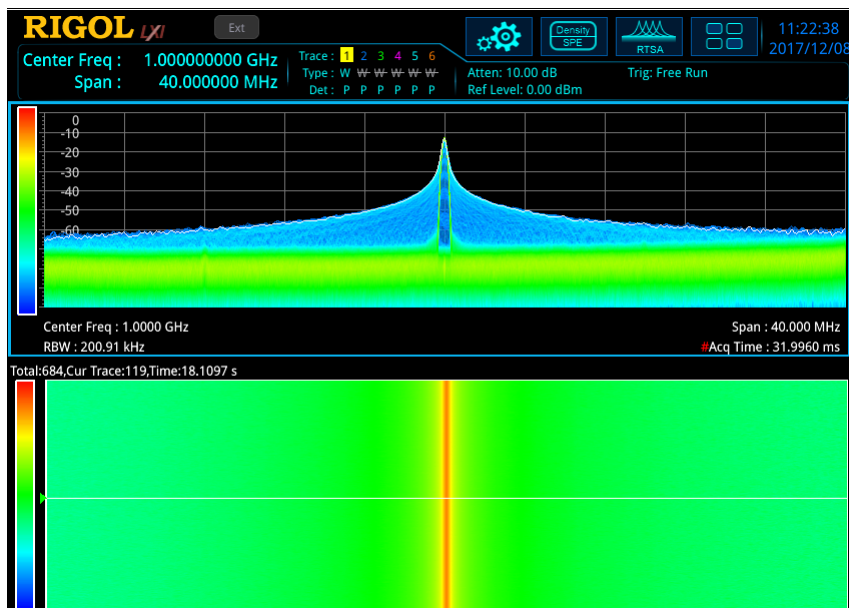 RIGOL LXI Ext Density SPE RTSA 11:22:38
2017/12/08
Center Freq : 1.000000000 GHz
Span : 40.000000 MHz
Trace : 1 2 3 4 5 6
Type : W W W W W W
Det : P P P P P P
Atten: 10.00 dB Trig: Free Run
Ref Level: 0.00 dBm
0
-10
-20
-30
-40
-50
-60
Center Freq : 1.0000 GHz Span : 40.000 MHz
RBW : 200.91 kHz #Acq Time : 31.9960 ms
Total:684,Cur Trace:119,Time:18.1097 s